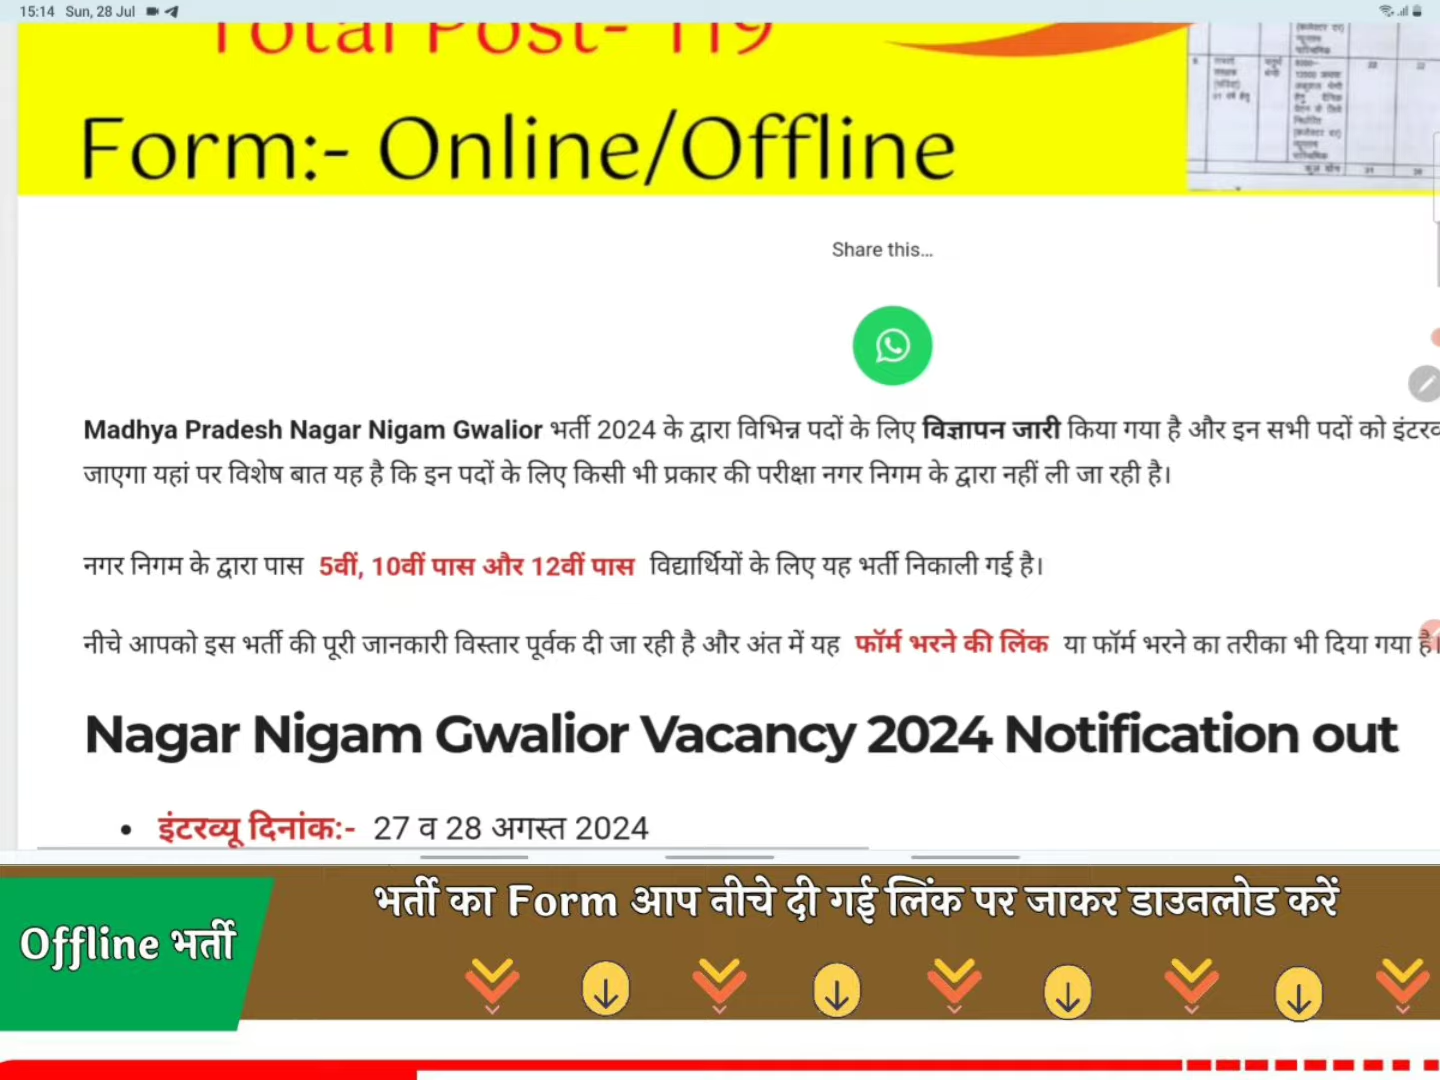 15:14 Sun, 28 Jul
Total Post- 119
Form:- Online/Offline
Share this...
Madhya Pradesh Nagar Nigam Gwalior भर्ती 2024 के द्वारा विभिन्न पदों के लिए विज्ञापन जारी किया गया है और इन सभी पदों को
जाएगा यहां पर विशेष बात यह है कि इन पदों के लिए किसी भी प्रकार की परीक्षा नगर निगम के द्वारा नहीं ली जा रही है।
नगर निगम के द्वारा पास 5वीं, 10वीं पास और 12वीं पास विद्यार्थियों के लिए यह भर्ती निकाली गई है।
नीचे आपको इस भर्ती की पूरी जानकारी विस्तार पूर्वक दी जा रही है और अंत में यह फॉर्म भरने की लिंक या फॉर्म भरने का तरीका भी दिया गया है।
Nagar Nigam Gwalior Vacancy 2024 Notification out
• इंटरव्यू दिनांक:- 27 व 28 अगस्त 2024
भर्ती का Form आप नीचे दी गई लिंक पर जाकर डाउनलोड करें
Offline भर्ती